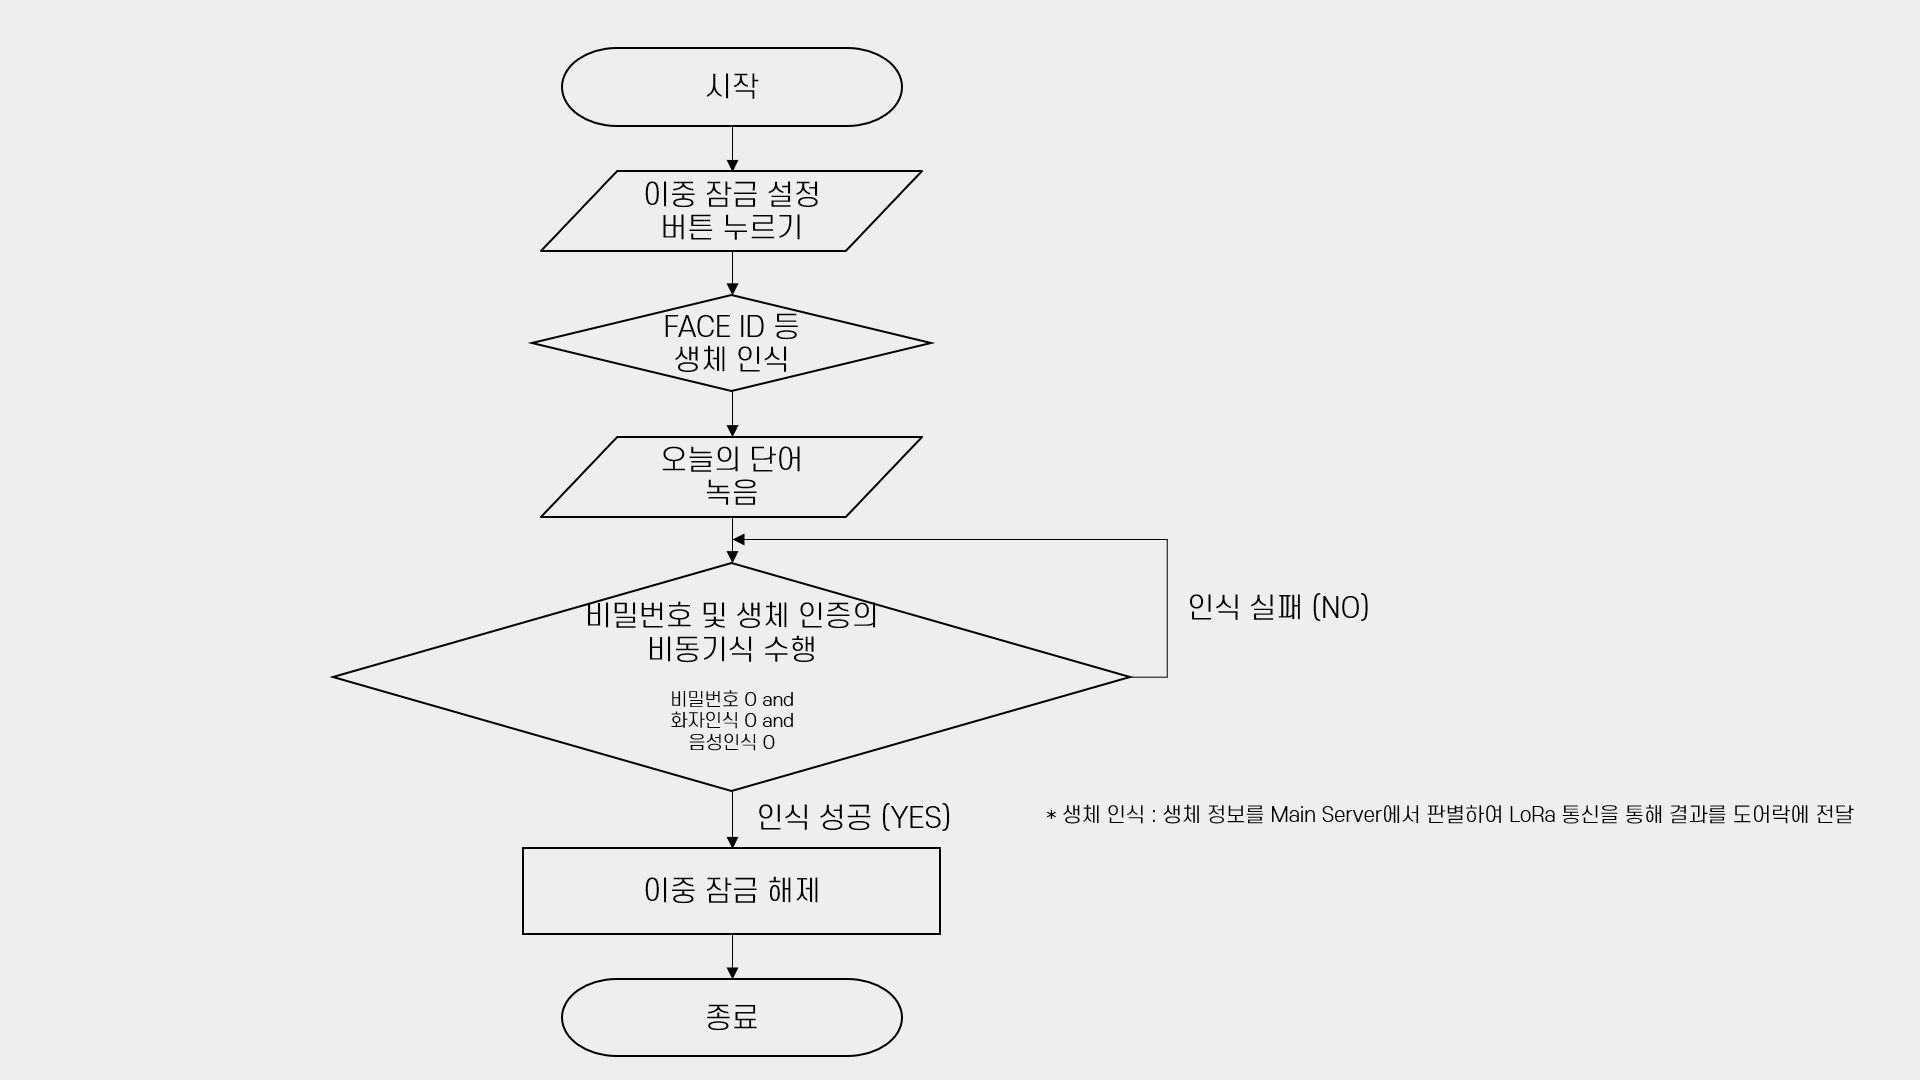 시작
이중 잠금 설정
버튼 누르기
FACE ID 등
생체 인식
오늘의 단어
녹음
비밀번호 및 생체 인증의
비동기식 수행
비밀번호 O and
화자인식 O and
음성인식 O
인식 실패 (NO)
인식 성공 (YES)
* 생체 인식 : 생체 정보를 Main Server에서 판별하여 LoRa 통신을 통해 결과를 도어락에 전달
이중 잠금 해제
종료